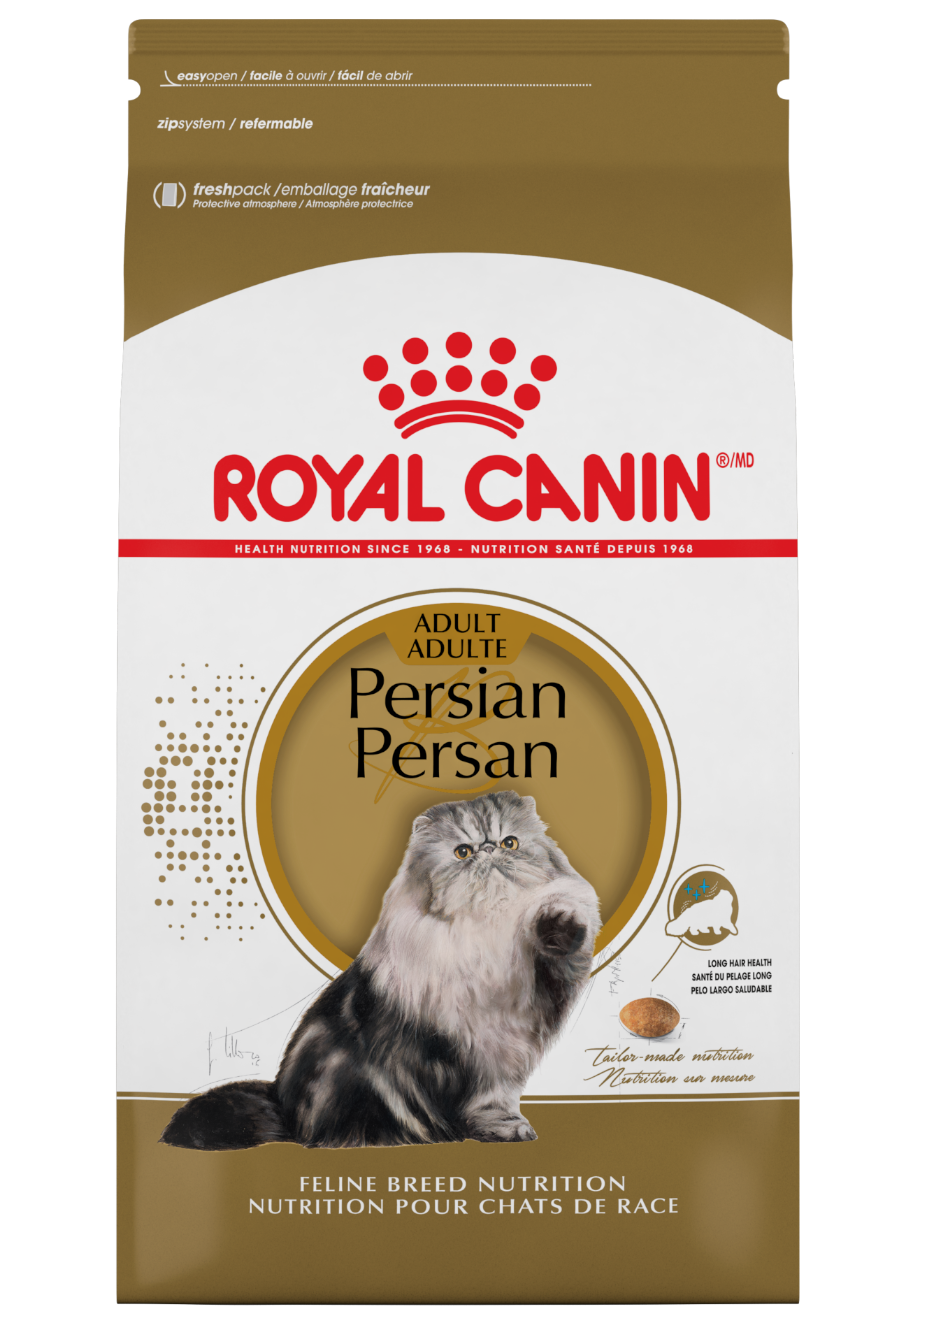 easyopen / facile à ouvrir / fácil de abrir
zipsystem / refermable
freshpack /emballage fraîcheur
Protective atmosphere / Atmosphère protectrice
ROYAL CANIN®/MD
HEALTH NUTRITION SINCE 1968 - NUTRITION SANTÉ DEPUIS 1968
ADULT
ADULTE
Persian
Persan
LONG HAIR HEALTH
SANTÉ DU PELAGE LONG
PELO LARGO SALUDABLE
Tailor-made nutrition
Nutrition sur mesure
FELINE BREED NUTRITION
NUTRITION POUR CHATS DE RACE